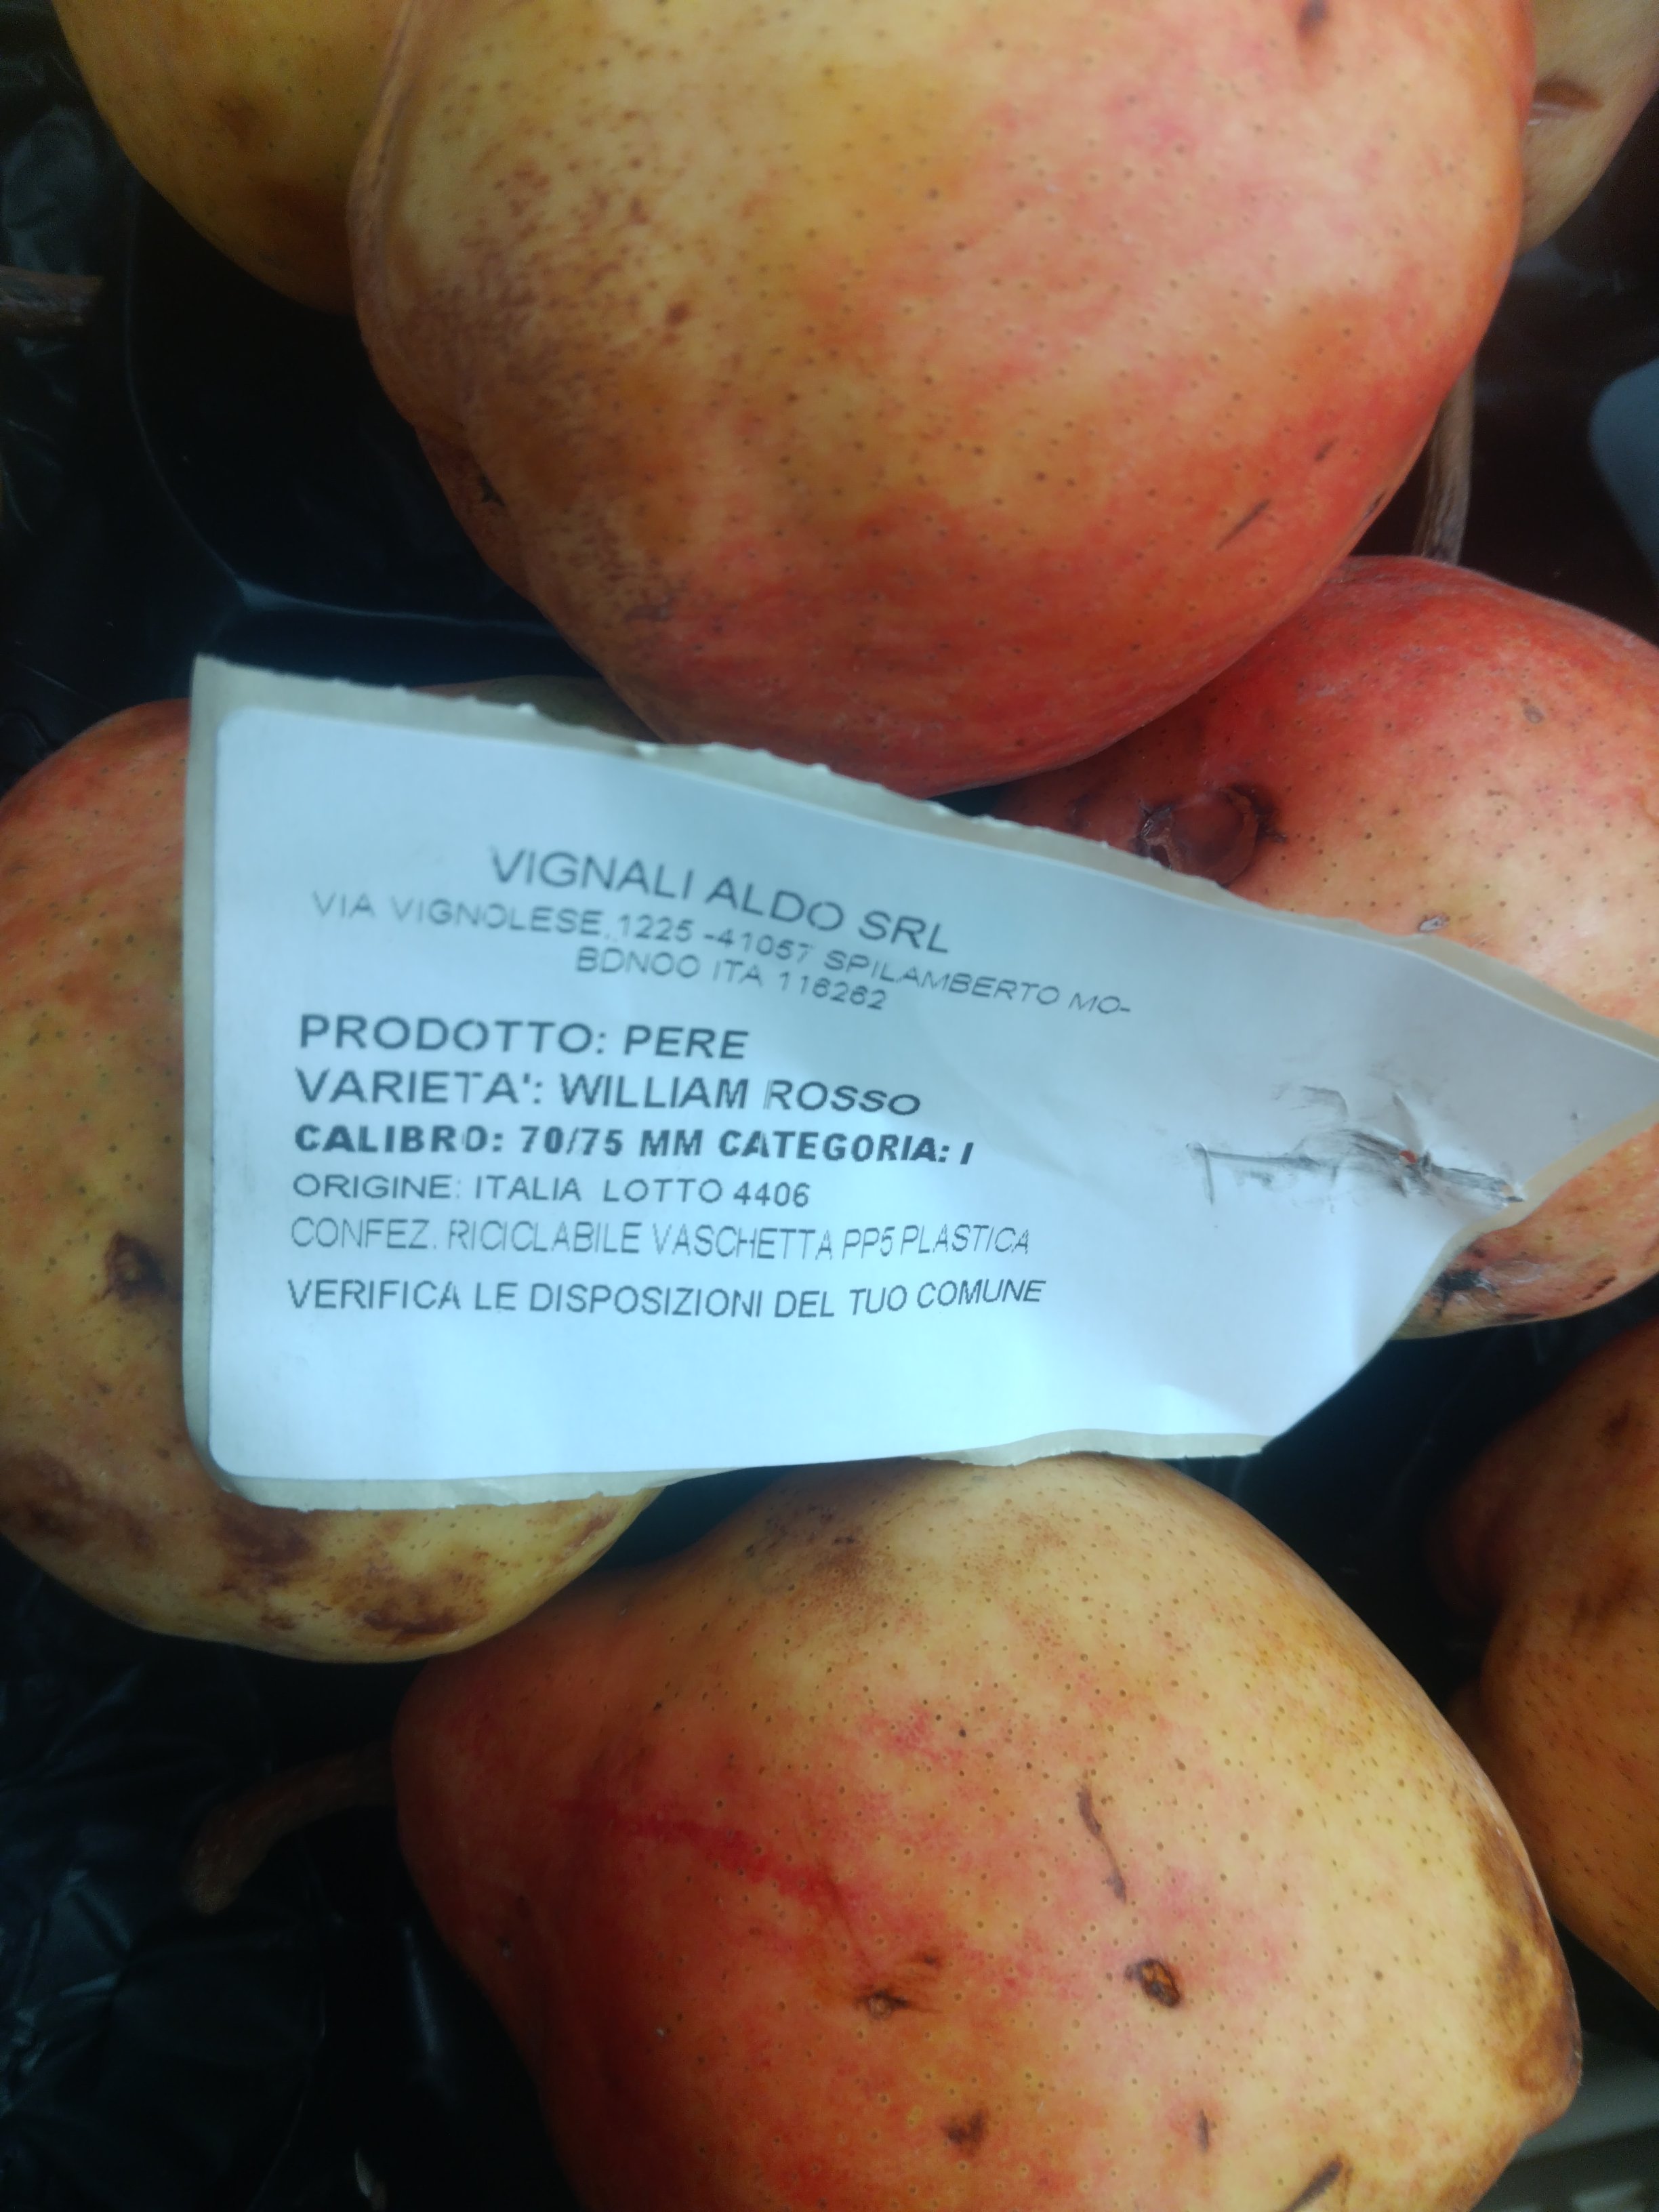 VIGNALI ALDO SRL
VIA VIGNOLESE, 1225 -41057 SPILAMBERTO MO-
BDNOO ITA 116262
PRODOTTO: PERE
VARIETA': WILLIAM ROSSO
CALIBRO: 70/75 MM CATEGORIA: I
ORIGINE: ITALIA LOTTO 4406
CONFEZ. RICICLABILE VASCHETTA PP5 PLASTICA
VERIFICA LE DISPOSIZIONI DEL TUO COMUNE